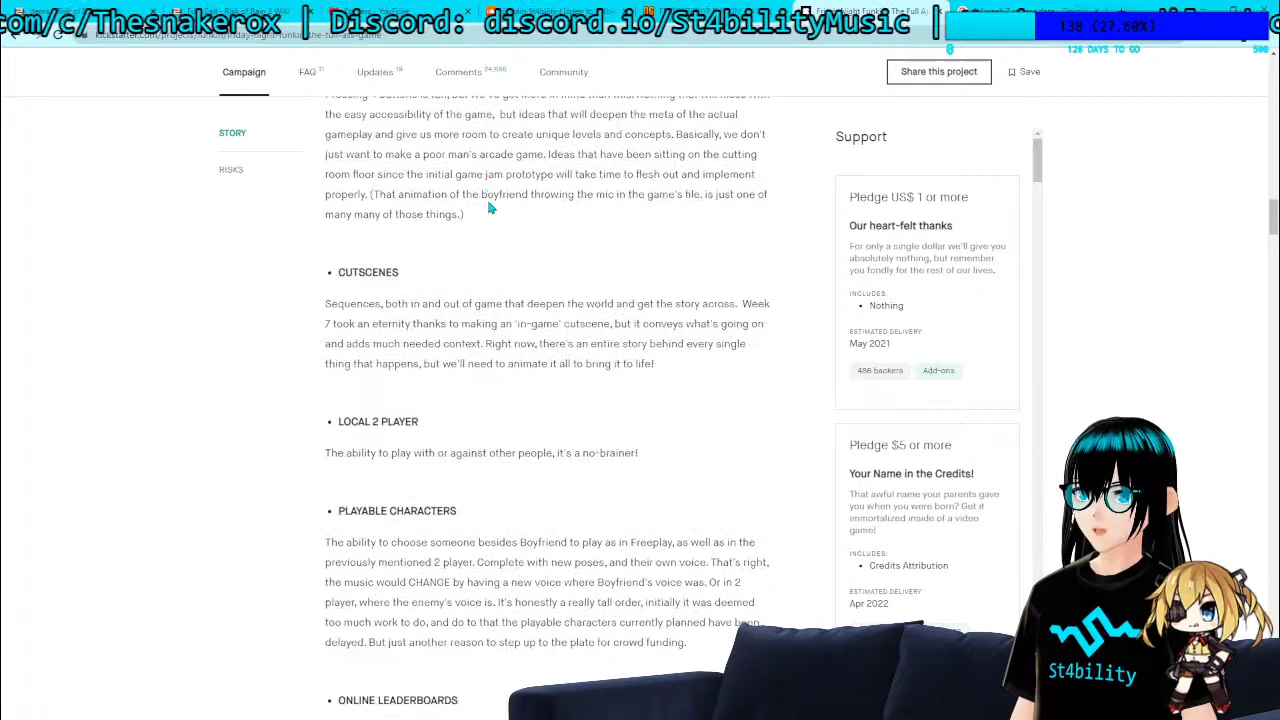 com/c/Thesnakerox | Discord: discord.io/St4bilityMusic |
138 (27.60%)
0
126 DAYS TO GO
500
Campaign
FAQ 11
Updates 19
Comments 24,686
Community
Share this project
Save
STORY
RISKS
the easy accessibility of the game, but ideas that will deepen the meta of the actual
gameplay and give us more room to create unique levels and concepts. Basically, we don't
just want to make a poor man's arcade game. Ideas that have been sitting on the cutting
room floor since the initial game jam prototype will take time to flesh out and implement
properly. (That animation of the boyfriend throwing the mic in the game's file. is just one of
many many of those things.)
• CUTSCENES
Sequences, both in and out of game that deepen the world and get the story across. Week
7 took an eternity thanks to making an 'in-game' cutscene, but it conveys what's going on
and adds much needed context. Right now, there's an entire story behind every single
thing that happens, but we'll need to animate it all to bring it to life!
• LOCAL 2 PLAYER
The ability to play with or against other people, it's a no-brainer!
• PLAYABLE CHARACTERS
The ability to choose someone besides Boyfriend to play as in Freeplay, as well as in the
previously mentioned 2 player. Complete with new poses, and their own voice. That's right,
the music would CHANGE by having a new voice where Boyfriend's voice was. Or in 2
player, where the enemy's voice is. It's honestly a really tall order, initially it was deemed
too much work to do, and do to that the playable characters currently planned have been
delayed. But just another reason to step up to the plate for crowd funding.
• ONLINE LEADERBOARDS
Support
Pledge US$ 1 or more
Our heart-felt thanks
For only a single dollar we'll give you
absolutely nothing, but remember
you fondly for the rest of our lives.
INCLUDES:
• Nothing
ESTIMATED DELIVERY
May 2021
486 backers
Add-ons
Pledge $5 or more
Your Name in the Credits!
That awful name your parents gave
you when you were born? Get it
immortalized inside of a video
game!
INCLUDES:
• Credits Attribution
ESTIMATED DELIVERY
Apr 2022
St4bility